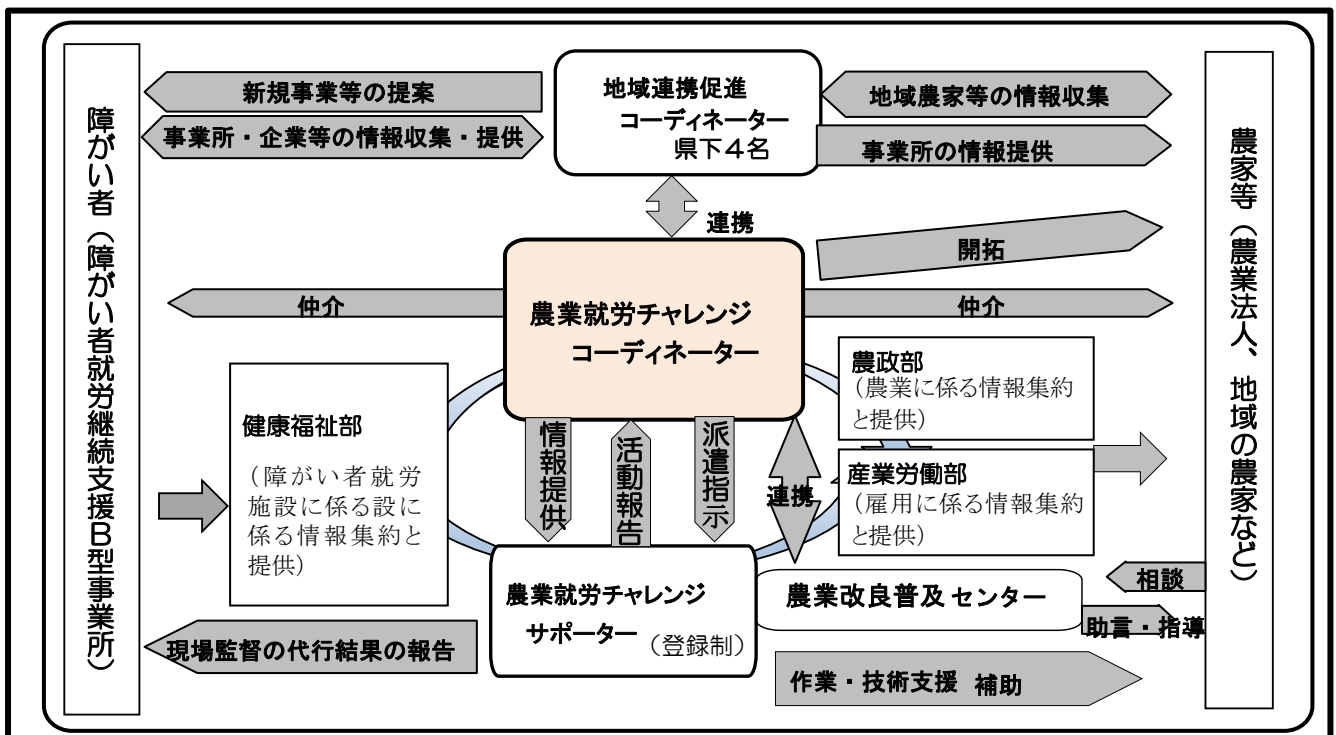 障がい者（障がい者就労継続支援Ｂ型事業所）
新規事業等の提案
事業所・企業等の情報収集・提供
地域連携促進
コーディネーター
県下４名
地域農家等の情報収集
事業所の情報提供
農家等（農業法人、地域の農家など）
連携
開拓
仲介
農業就労チャレンジ
コーディネーター
仲介
健康福祉部
（障がい者就労
施設に係る設に
係る情報集約と
提供）
情報提供
活動報告
派遣指示
連携
農政部
（農業に係る情報集約
と提供）
産業労働部
（雇用に係る情報集約
と提供）
農業就労チャレンジ
サポーター（登録制）
農業改良普及センター
相談
助言・指導
現場監督の代行結果の報告
作業・技術支援 補助